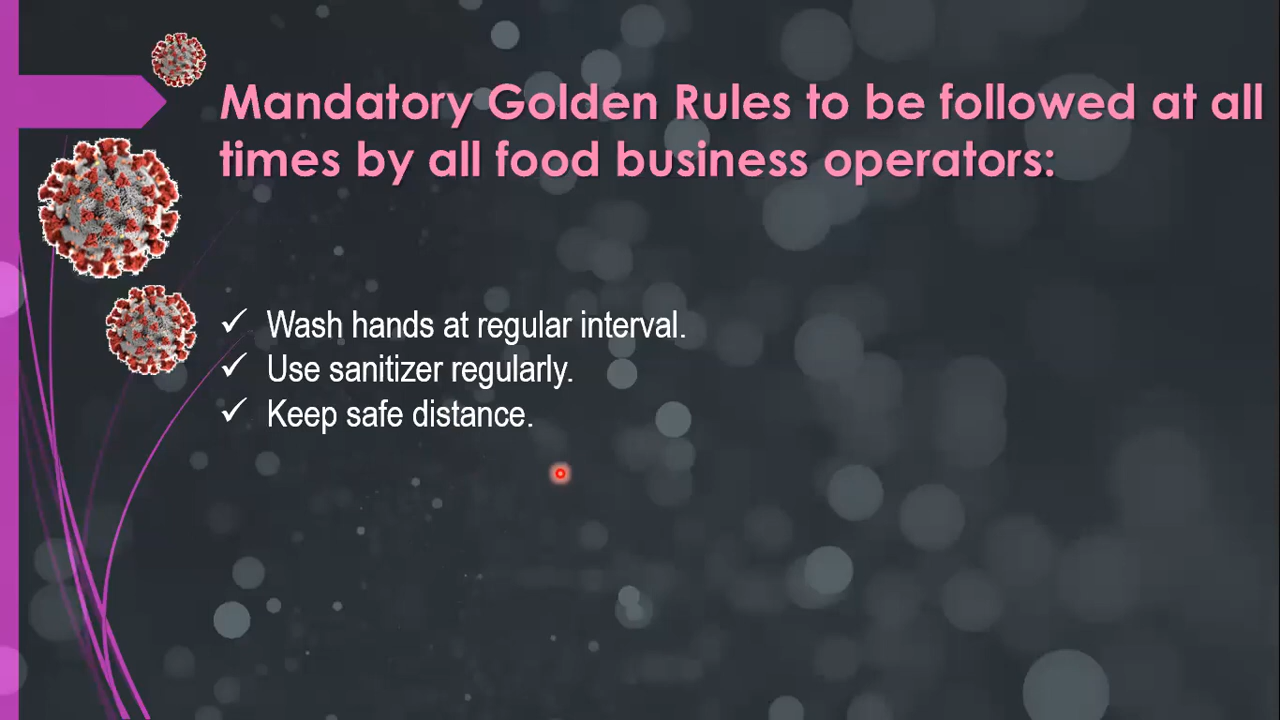 Mandatory Golden Rules to be followed at all
times by all food business operators:
✓ Wash hands at regular interval.
✓ Use sanitizer regularly.
✓ Keep safe distance.